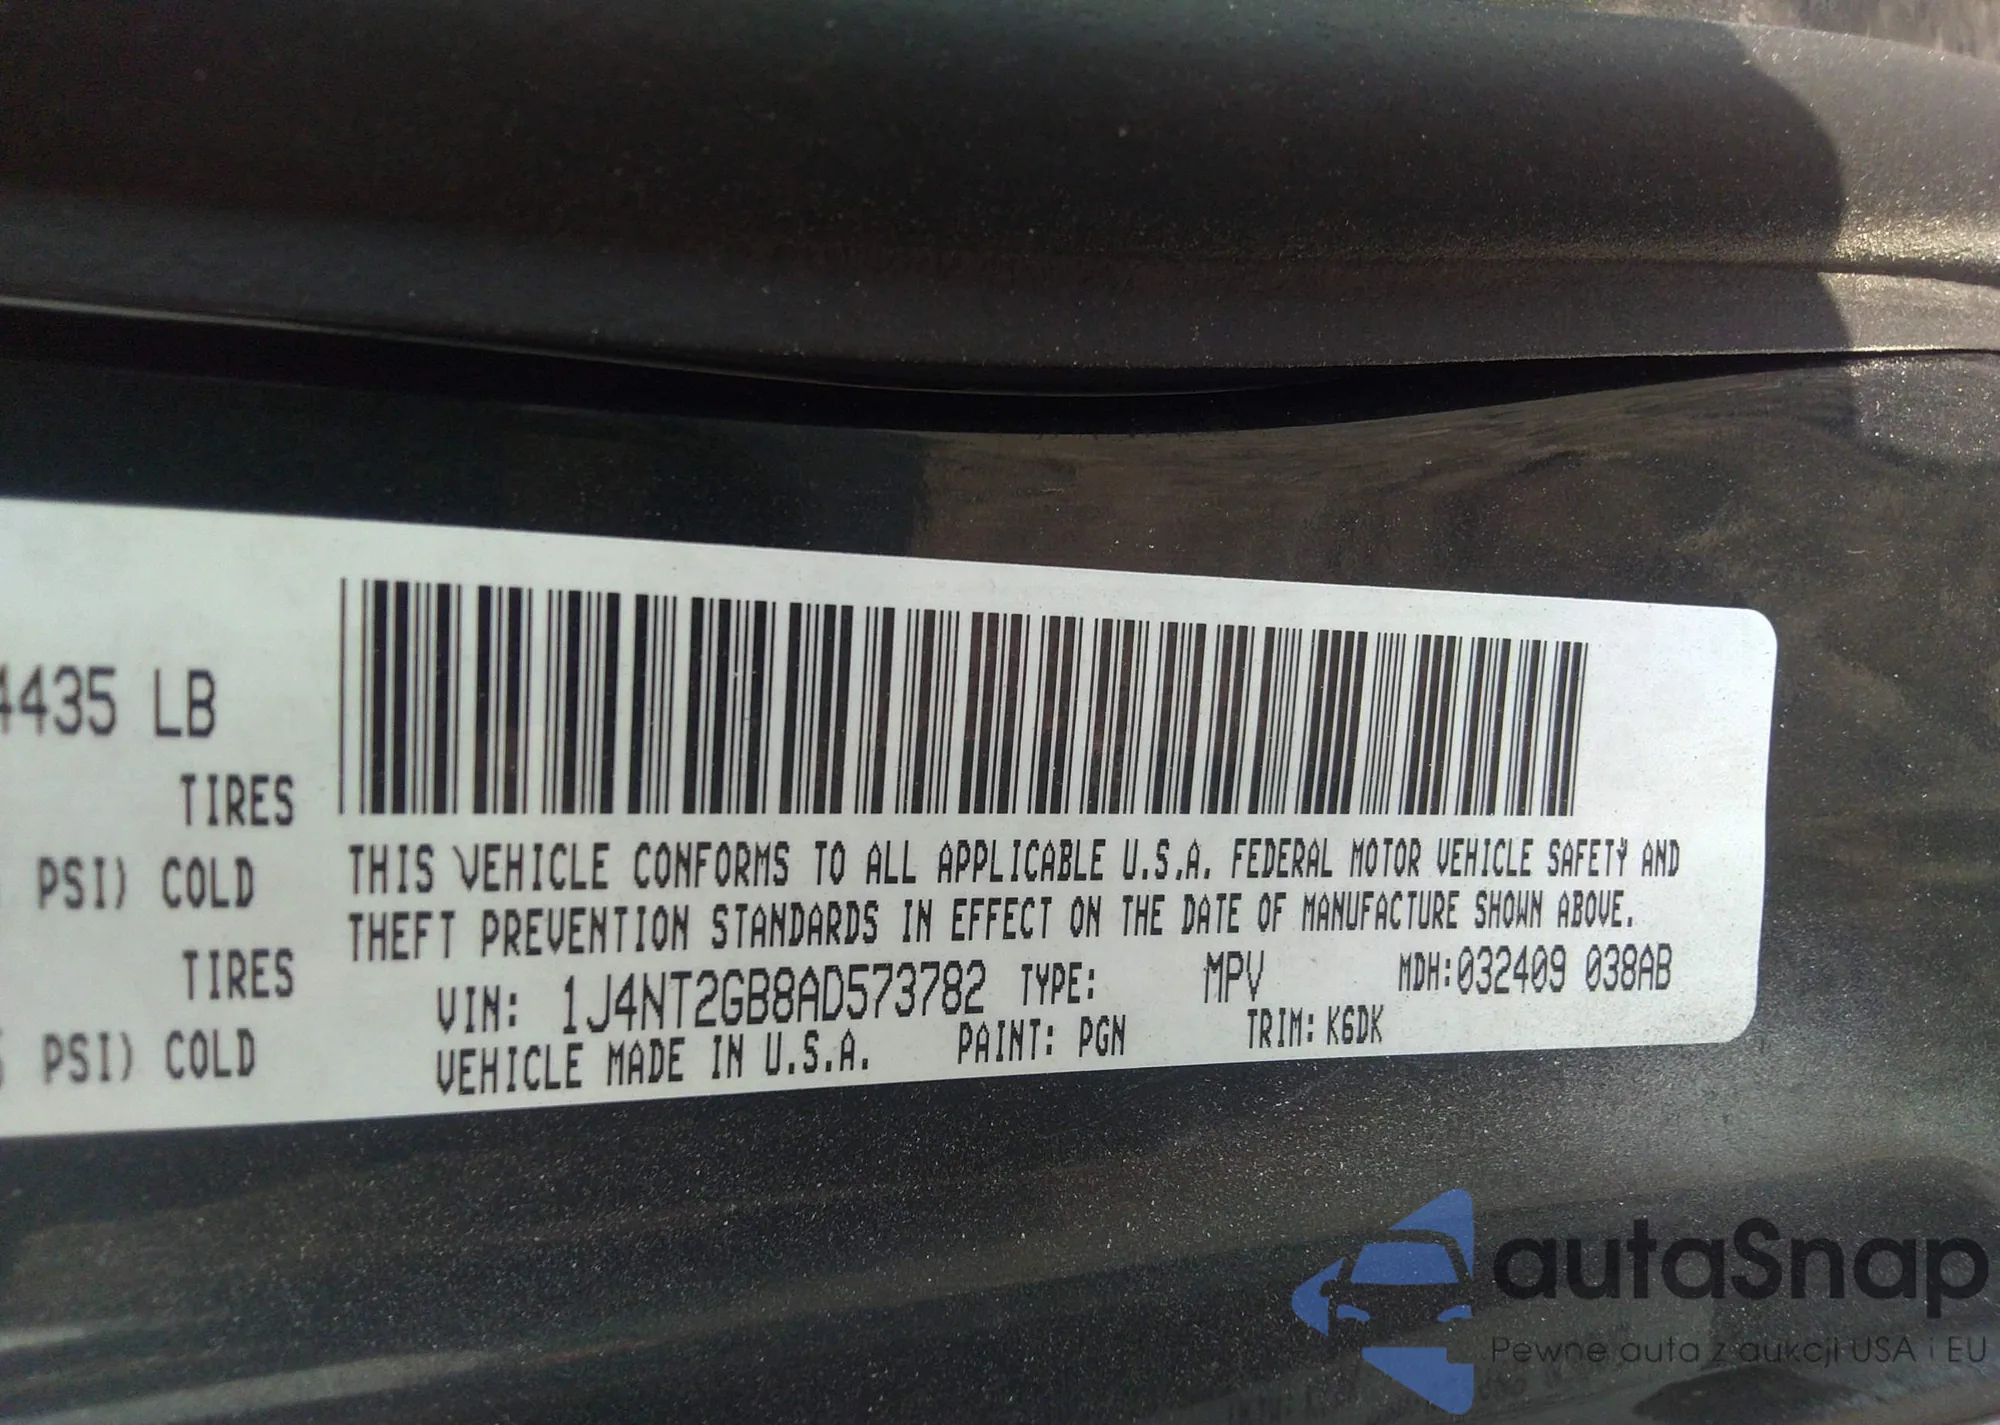 4435 LB
TIRES
PSI) COLD
TIRES
PSI) COLD
THIS VEHICLE CONFORMS TO ALL APPLICABLE U.S.A. FEDERAL MOTOR VEHICLE SAFETY AND
THEFT PREVENTION STANDARDS IN EFFECT ON THE DATE OF MANUFACTURE SHOWN ABOVE.
VIN: 1J4NT2GB8AD573782 TYPE: MPV MDH:032409 038AB
VEHICLE MADE IN U.S.A. PAINT: PGN TRIM: K6DK
autaSnap
Pewne auta z aukcji USA i EU